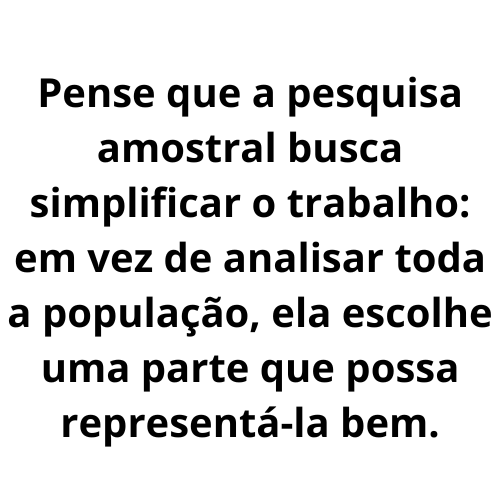 Pense que a pesquisa
amostral busca
simplificar o trabalho:
em vez de analisar toda
a população, ela escolhe
uma parte que possa
representá-la bem.